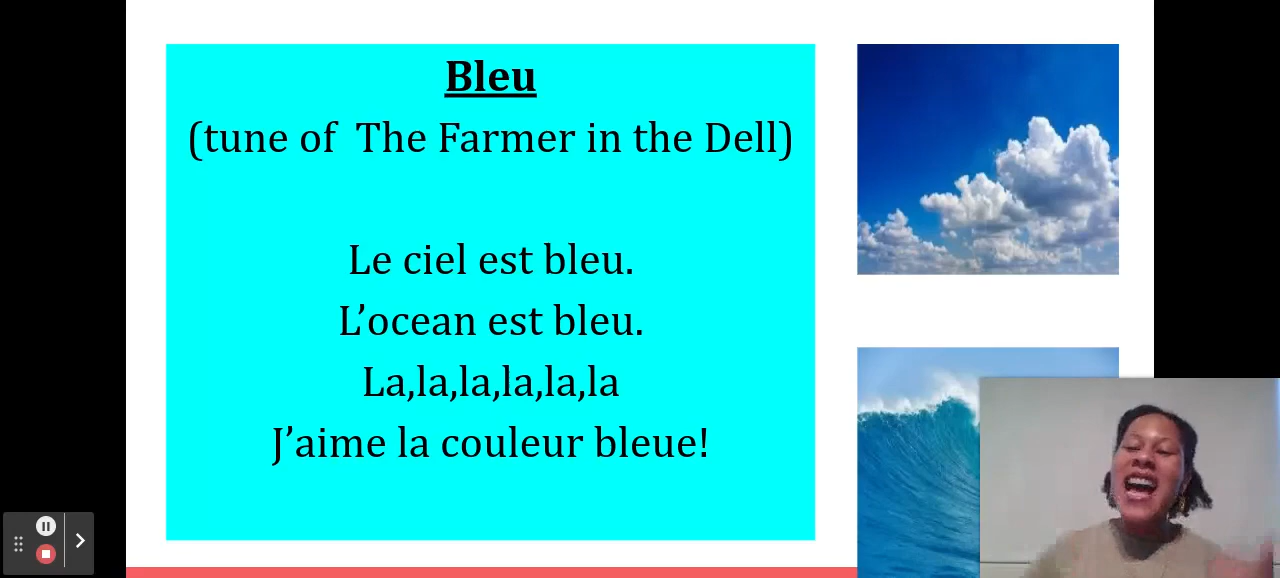 Bleu
(tune of The Farmer in the Dell)
Le ciel est bleu.
L’ocean est bleu.
La,la,la,la,la,la
J’aime la couleur bleue!